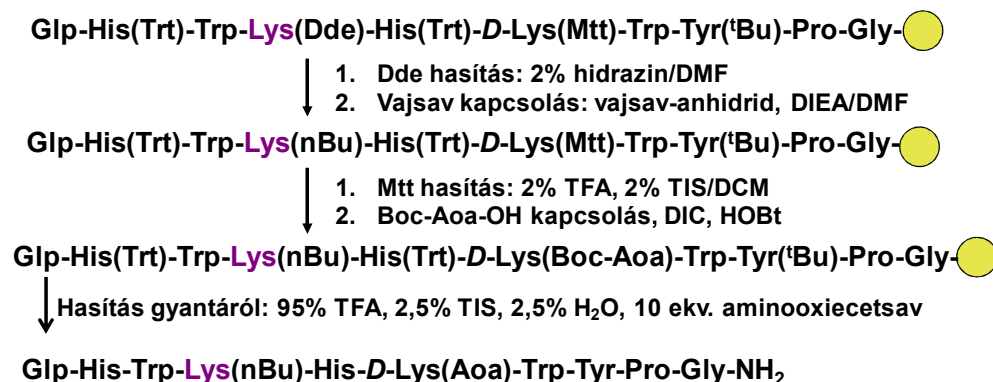 Glp-His(Trt)-Trp-Lys(Dde)-His(Trt)-D-Lys(Mtt)-Trp-Tyr(ᵗBu)-Pro-Gly-
1. Dde hasítás: 2% hidrazin/DMF
2. Vajsav kapcsolás: vajsav-anhidrid, DIEA/DMF
Glp-His(Trt)-Trp-Lys(nBu)-His(Trt)-D-Lys(Mtt)-Trp-Tyr(ᵗBu)-Pro-Gly-
1. Mtt hasítás: 2% TFA, 2% TIS/DCM
2. Boc-Aoa-OH kapcsolás, DIC, HOBt
Glp-His(Trt)-Trp-Lys(nBu)-His(Trt)-D-Lys(Boc-Aoa)-Trp-Tyr(ᵗBu)-Pro-Gly-
Hasítás gyantáról: 95% TFA, 2,5% TIS, 2,5% H₂O, 10 ekv. aminooxiecetsav
Glp-His-Trp-Lys(nBu)-His-D-Lys(Aoa)-Trp-Tyr-Pro-Gly-NH₂